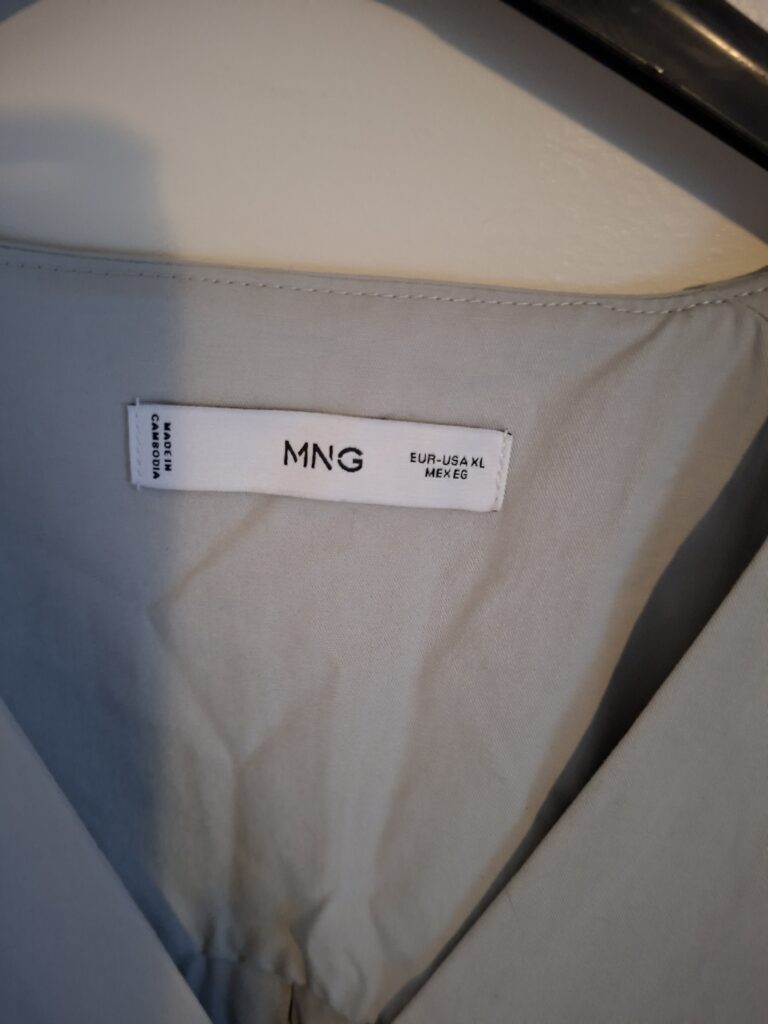 MADE IN
CAMBODIA
MNG
EUR-USA XL
MEX EG